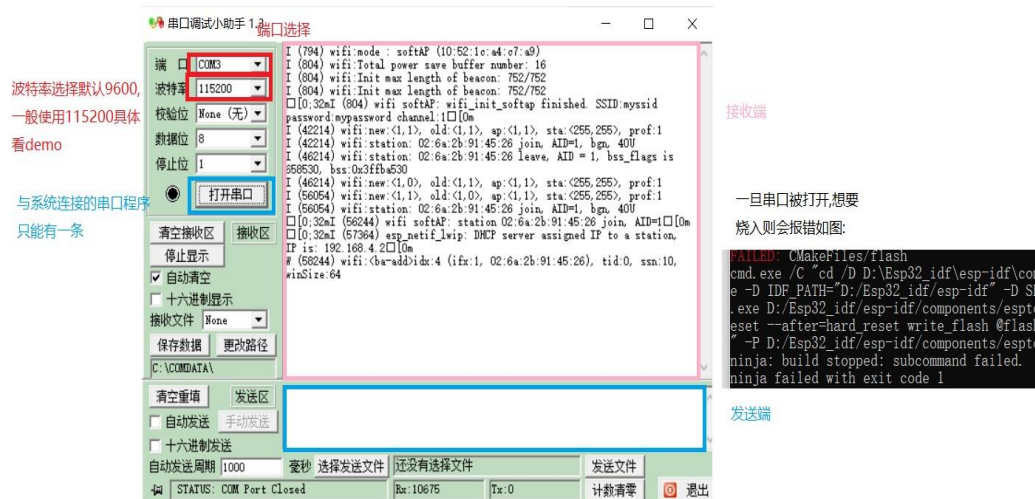 串口调试小助手 1.3
端口选择
端 口 COM3
波特率 115200
校验位 None (无)
数据位 8
停止位 1
打开串口
波特率选择默认9600,
一般使用115200具体
看demo
与系统连接的串口程序
只能有一条
清空接收区 接收区
停止显示
自动清空
十六进制显示
接收文件 None
保存数据 更改路径
C:\COMDATA\
I (794) wifi:mode : softAP (10:52:1c:a4:c7:a9)
I (804) wifi:Total power save buffer number: 16
I (804) wifi:Init max length of beacon: 752/752
I (804) wifi:Init max length of beacon: 752/752
□[0;32mI (804) wifi softAP: wifi_init_softap finished. SSID:myssid
password:mypassword channel:1□[0m
I (42214) wifi:new:<1,1>, old:<1,1>, ap:<1,1>, sta:<255,255>, prof:1
I (42214) wifi:station: 02:6a:2b:91:45:26 join, AID=1, bgn, 40U
I (46214) wifi:station: 02:6a:2b:91:45:26 leave, AID = 1, bss_flags is
658530, bss:0x3ffba530
I (46214) wifi:new:<1,0>, old:<1,1>, ap:<1,1>, sta:<255,255>, prof:1
I (56054) wifi:new:<1,1>, old:<1,0>, ap:<1,1>, sta:<255,255>, prof:1
I (56054) wifi:station: 02:6a:2b:91:45:26 join, AID=1, bgn, 40U
□[0;32mI (56244) wifi softAP: station 02:6a:2b:91:45:26 join, AID=1□[0m
□[0;32mI (57364) esp_netif_lwip: DHCP server assigned IP to a station,
IP is: 192.168.4.2□[0m
W (58244) wifi:<ba-add>idx:4 (ifx:1, 02:6a:2b:91:45:26), tid:0, ssn:10,
winSize:64
接收端
一旦串口被打开,想要
烧入则会报错如图:
FAILED: CMakeFiles/flash
cmd.exe /C "cd /D D:\Esp32_idf\esp-idf\com
e -D IDF_PATH="D:/Esp32_idf/esp-idf" -D S
.exe D:/Esp32_idf/esp-idf/components/espt
eset --after=hard_reset write_flash @flas
" -P D:/Esp32_idf/esp-idf/components/espt
ninja: build stopped: subcommand failed.
ninja failed with exit code 1
发送端
清空重填 发送区
自动发送 手动发送
十六进制发送
自动发送周期 1000 毫秒 选择发送文件 还没有选择文件 发送文件
STATUS: COM Port Closed Rx:10675 Tx:0 计数清零 退出